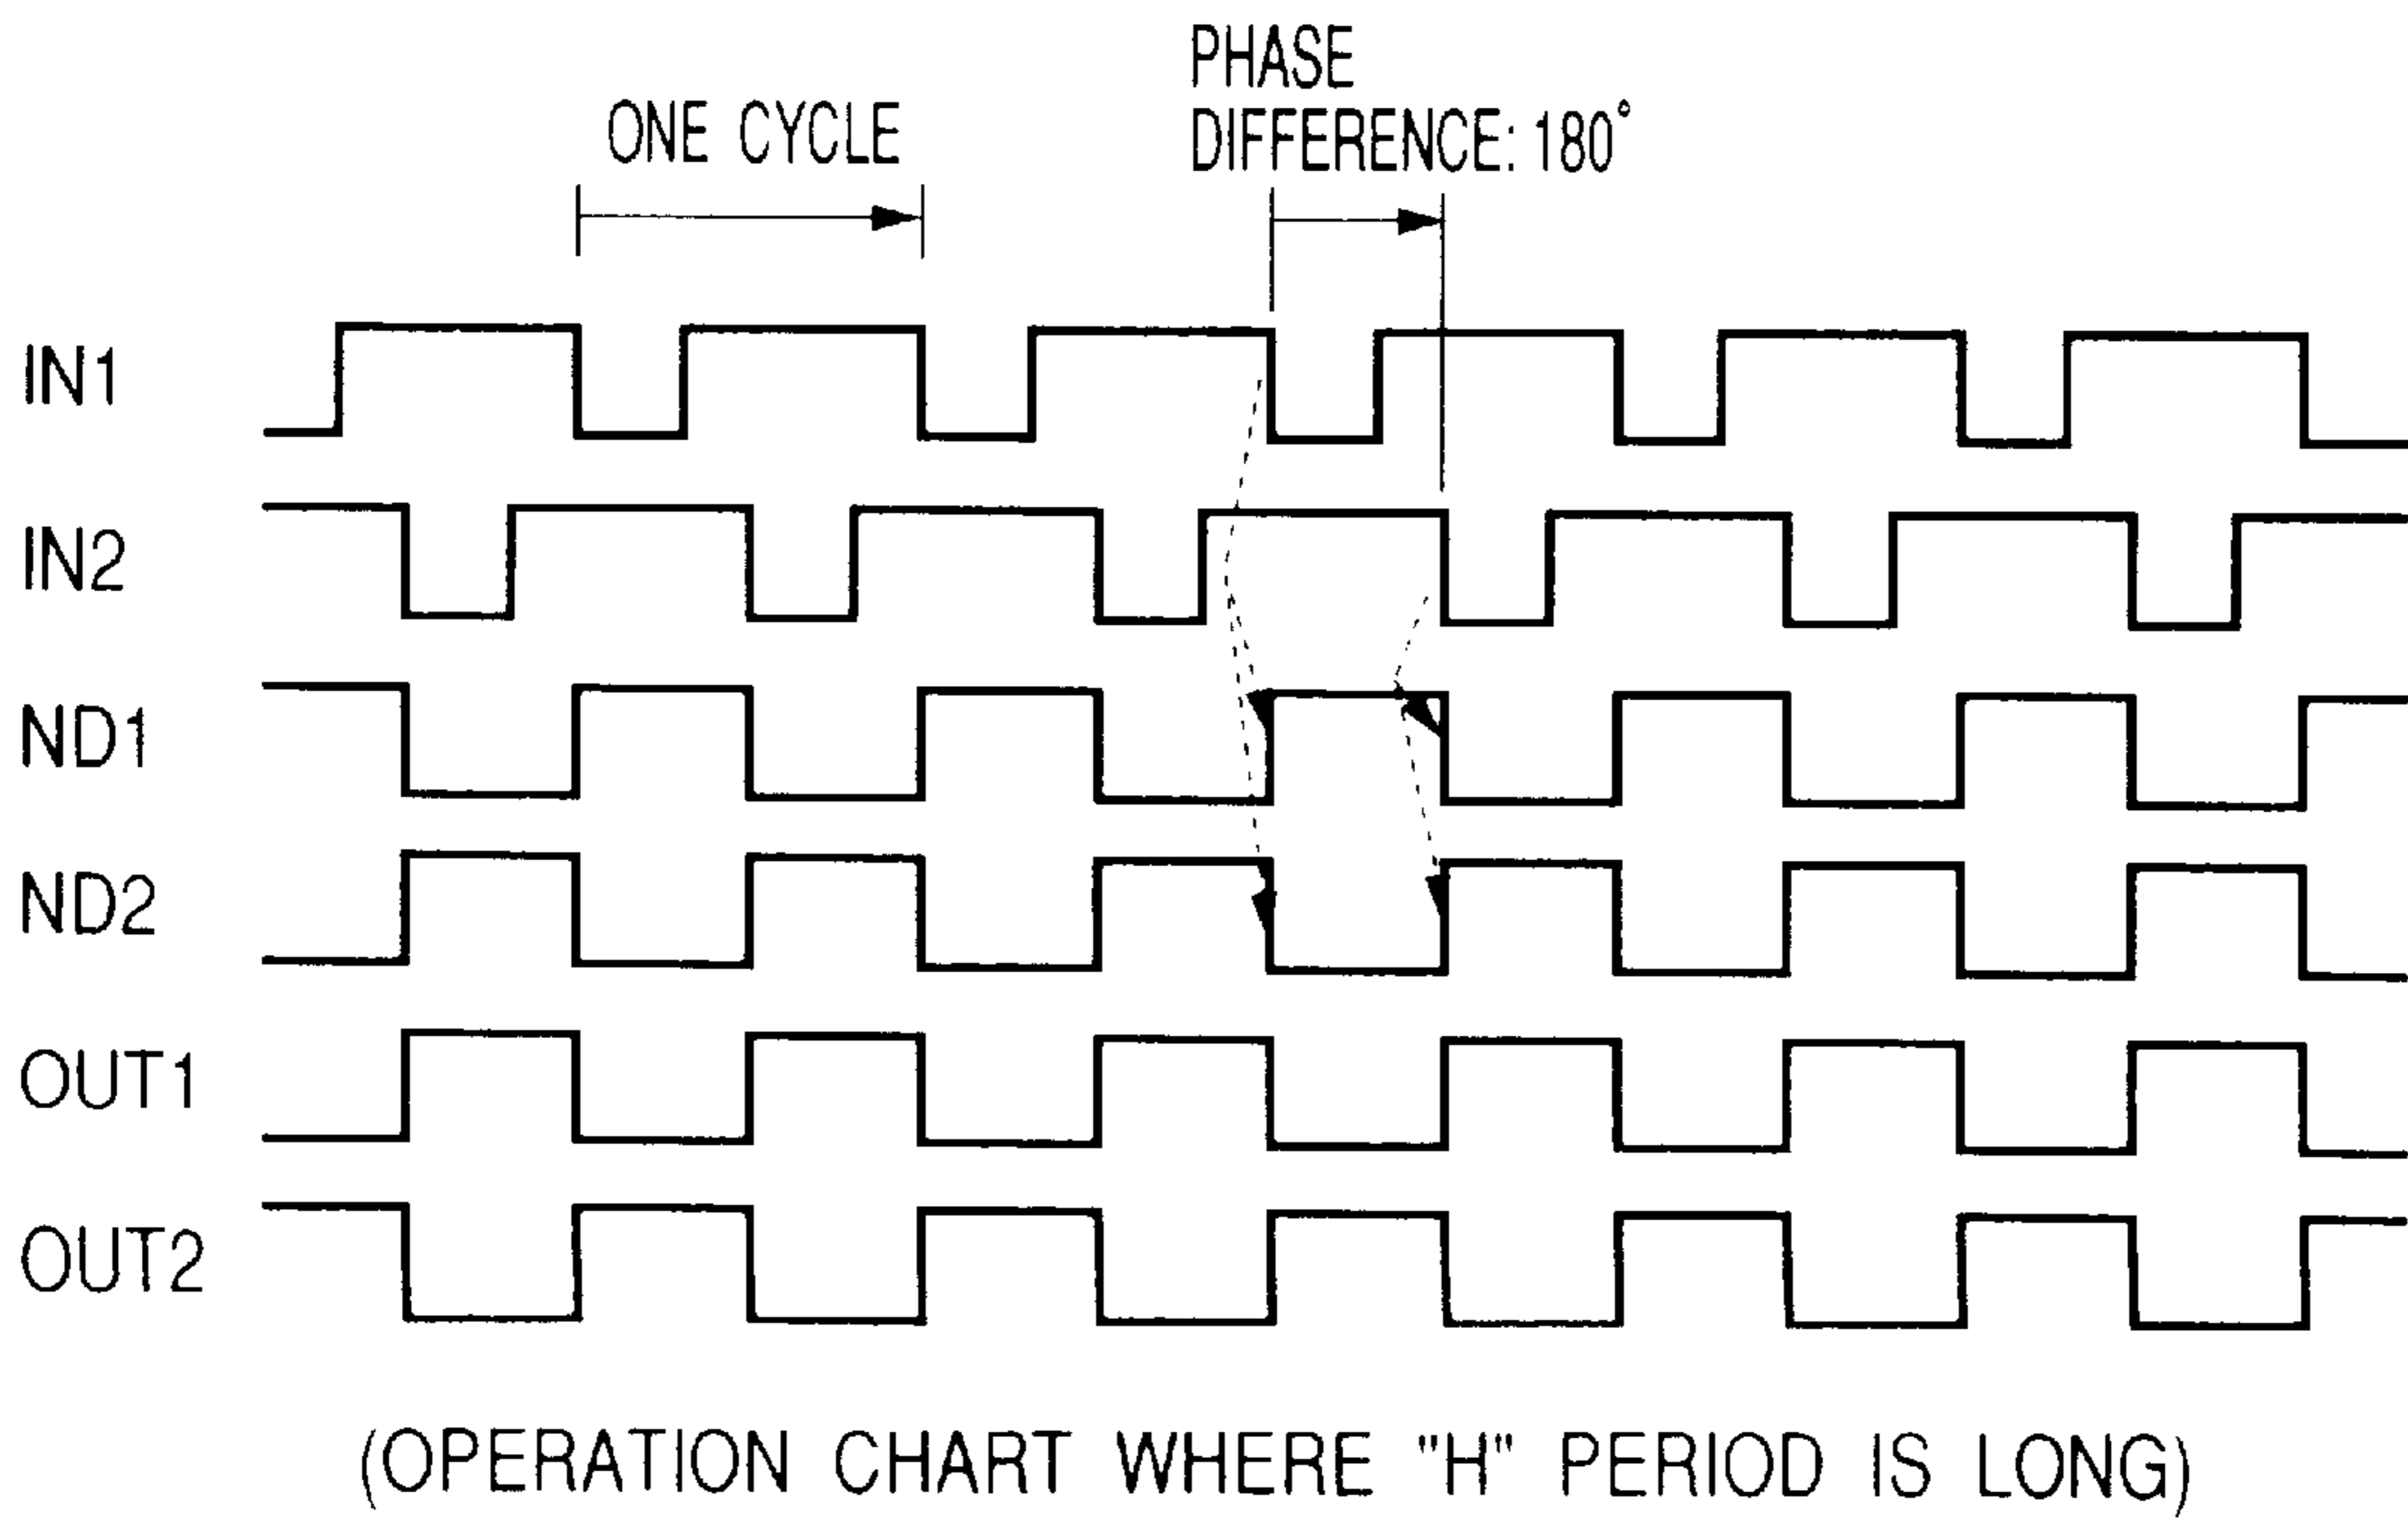 PHASE
DIFFERENCE: 180°
ONE CYCLE
IN1
IN2
ND1
ND2
OUT1
OUT2
(OPERATION CHART WHERE "H" PERIOD IS LONG)